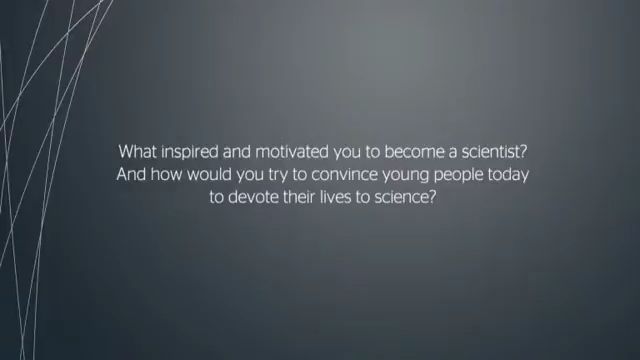 What inspired and motivated you to become a scientist?
And how would you try to convince young people today
to devote their lives to science?